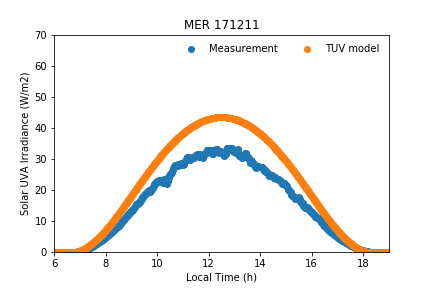 MER 171211
Measurement TUV model
Solar UVA Irradiance (W/m2)
70
60
50
40
30
20
10
0
6 8 10 12 14 16 18
Local Time (h)